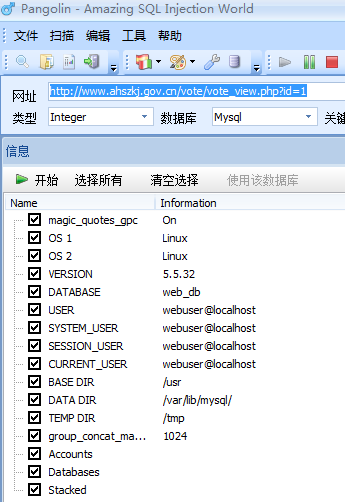 Pangolin - Amazing SQL Injection World
文件 扫描 编辑 工具 帮助
网址 http://www.ahszkj.gov.cn/vote/vote_view.php?id=1
类型 Integer 数据库 Mysql 关键
信息
开始 选择所有 清空选择 使用该数据库
Name Information
magic_quotes_gpc On
OS 1 Linux
OS 2 Linux
VERSION 5.5.32
DATABASE web_db
USER webuser@localhost
SYSTEM_USER webuser@localhost
SESSION_USER webuser@localhost
CURRENT_USER webuser@localhost
BASE DIR /usr
DATA DIR /var/lib/mysql/
TEMP DIR /tmp
group_concat_ma... 1024
Accounts
Databases
Stacked